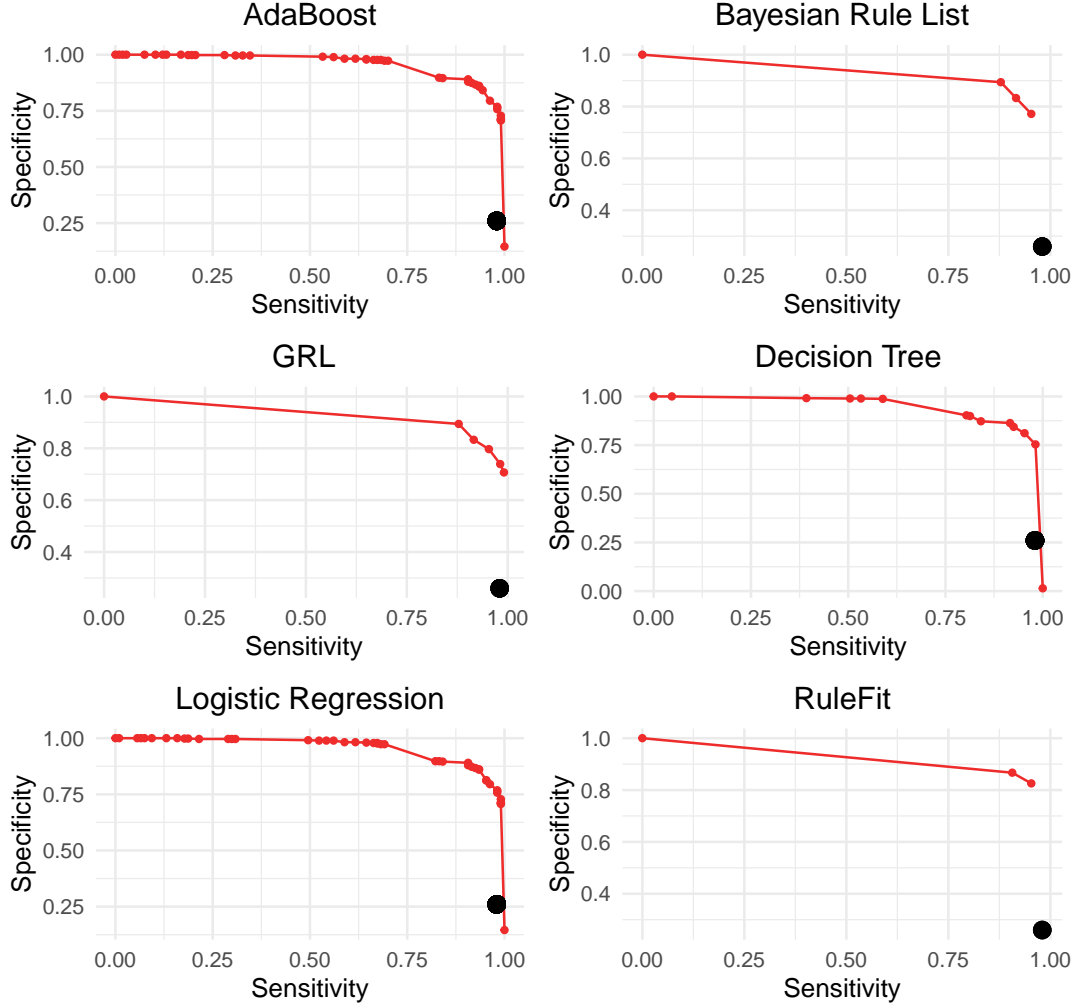 AdaBoost
Specificity
1.00
0.75
0.50
0.25
0.00 0.25 0.50 0.75 1.00
Sensitivity
Bayesian Rule List
Specificity
1.0
0.8
0.6
0.4
0.00 0.25 0.50 0.75 1.00
Sensitivity
GRL
Specificity
1.0
0.8
0.6
0.4
0.00 0.25 0.50 0.75 1.00
Sensitivity
Decision Tree
Specificity
1.00
0.75
0.50
0.25
0.00
0.00 0.25 0.50 0.75 1.00
Sensitivity
Logistic Regression
Specificity
1.00
0.75
0.50
0.25
0.00 0.25 0.50 0.75 1.00
Sensitivity
RuleFit
Specificity
1.0
0.8
0.6
0.4
0.00 0.25 0.50 0.75 1.00
Sensitivity